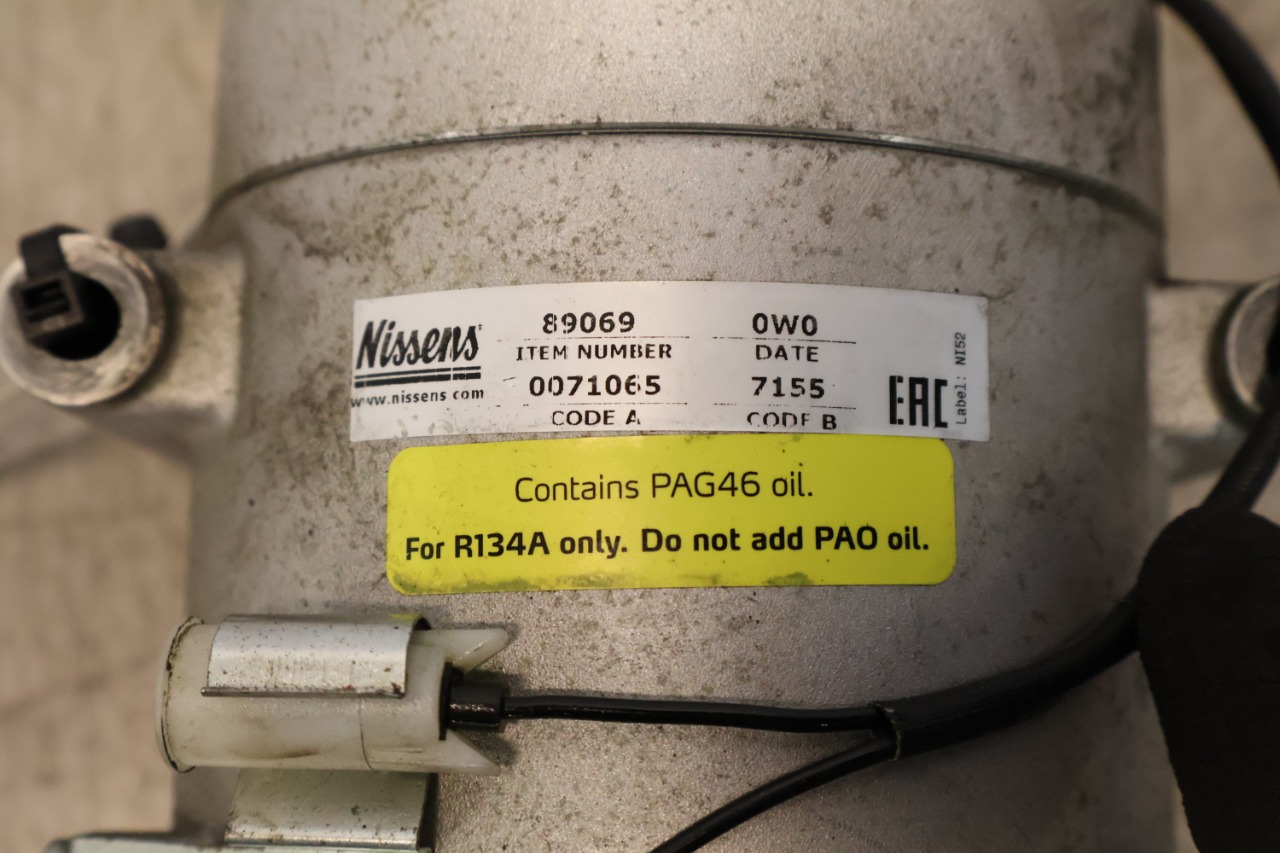 Nissens
www.nissens.com
89069 0W0
ITEM NUMBER DATE
0071065 7155
CODE A CODE B
EAC
Label: NI52
Contains PAG46 oil.
For R134A only. Do not add PAO oil.